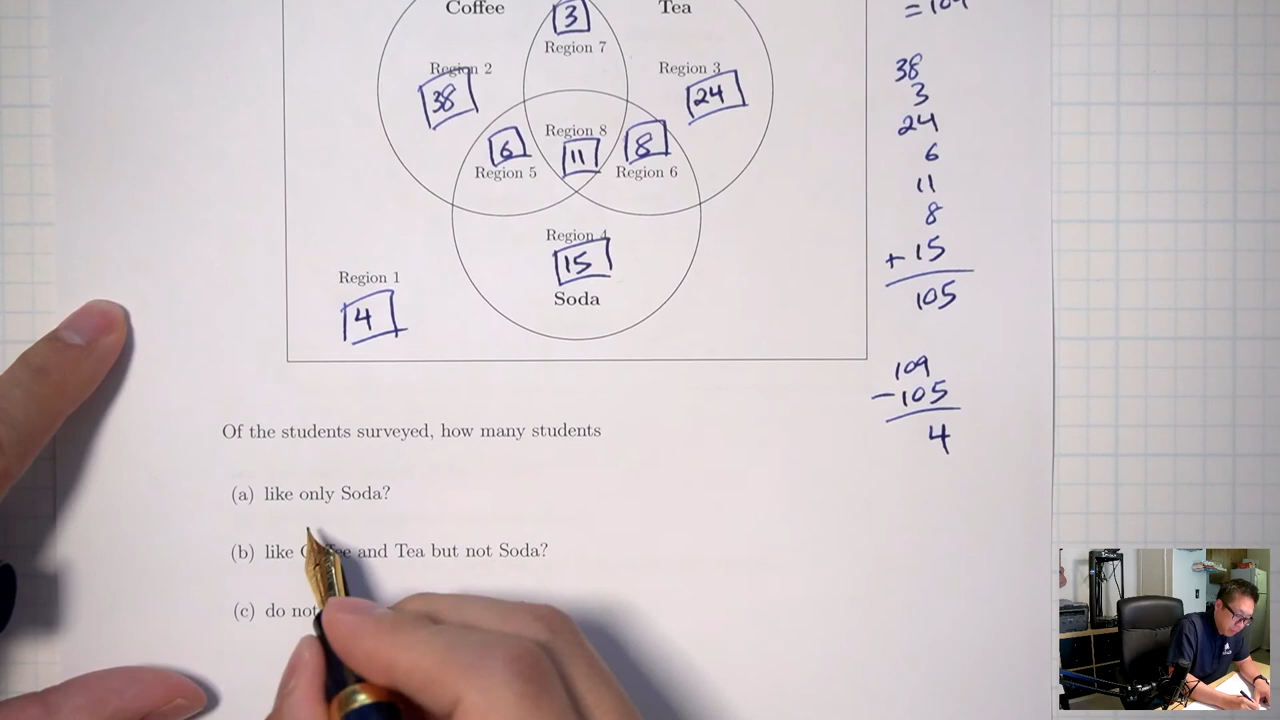 Coffee
Tea
3
= 109
Region 7
Region 2
Region 3
38
24
38
3
24
6
11
8
+ 15
105
Region 8
6
11
8
Region 5
Region 6
Region 4
15
Soda
Region 1
4
109
- 105
4
Of the students surveyed, how many students
(a) like only Soda?
(b) like and Tea but not Soda?
(c) do not